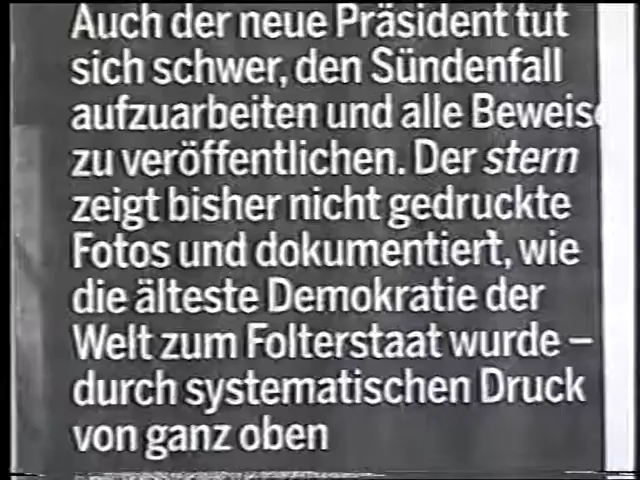 Auch der neue Präsident tut
sich schwer, den Sündenfall
aufzuarbeiten und alle Beweise
zu veröffentlichen. Der stern
zeigt bisher nicht gedruckte
Fotos und dokumentiert, wie
die älteste Demokratie der
Welt zum Folterstaat wurde –
durch systematischen Druck
von ganz oben